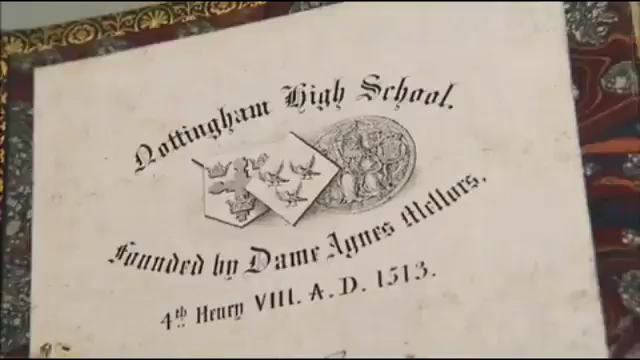 Nottingham High School.
Founded by Dame Agnes Mellors.
4th Henry VIII. A.D. 1513.